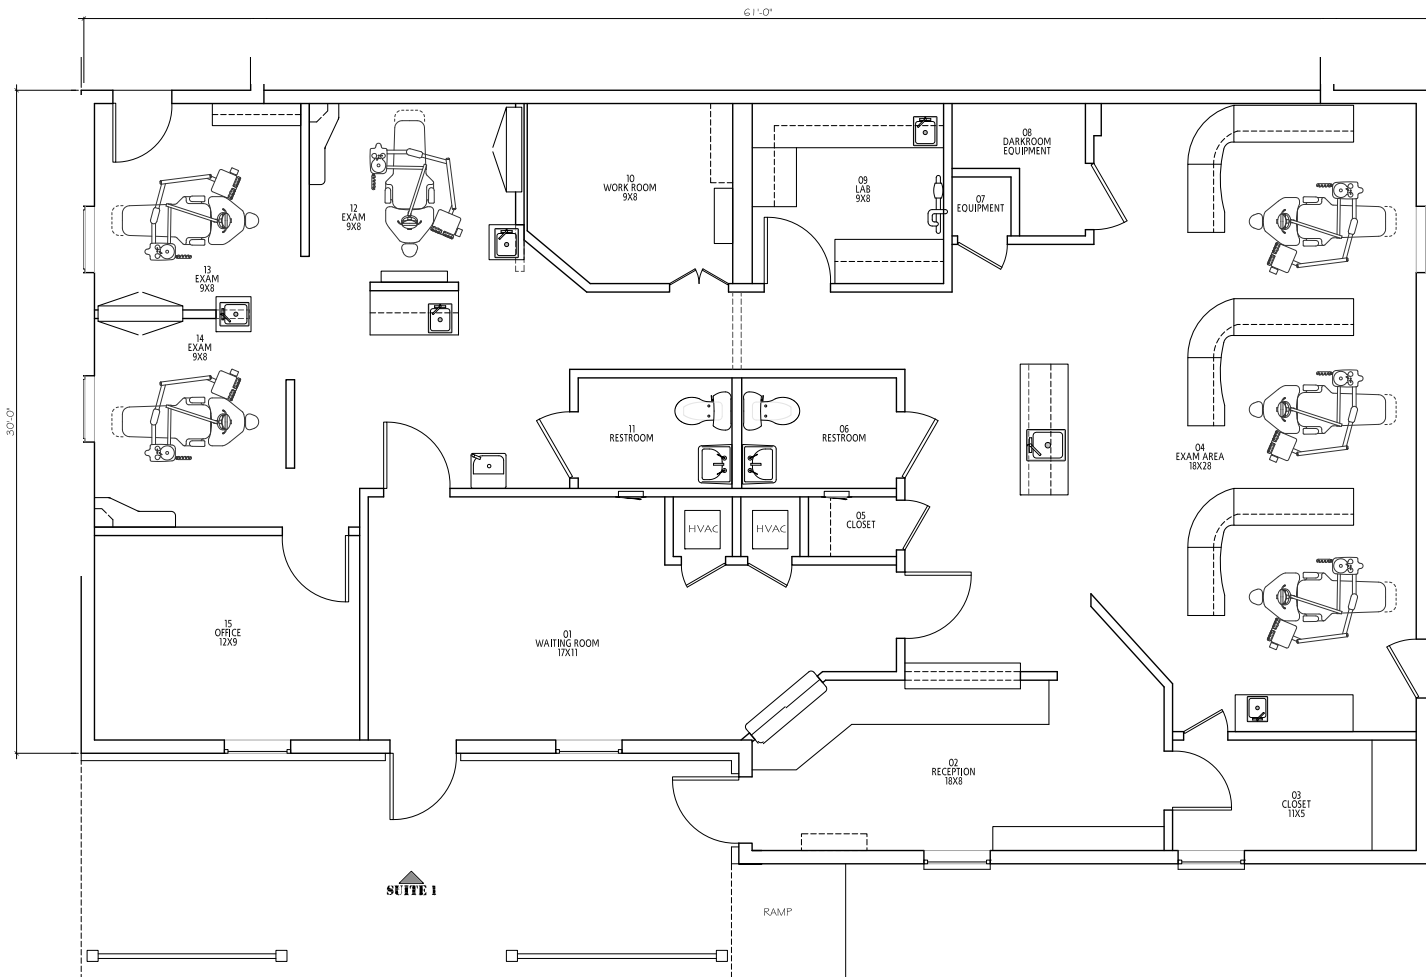 61'-0"
30'-0"
08
DARKROOM
EQUIPMENT
10
WORK ROOM
9X8
09
LAB
9X8
07
EQUIPMENT
12
EXAM
9X8
13
EXAM
9X8
14
EXAM
9X8
11
RESTROOM
06
RESTROOM
04
EXAM AREA
18X28
05
CLOSET
HVAC
HVAC
15
OFFICE
12X9
01
WAITING ROOM
17X11
02
RECEPTION
18X8
03
CLOSET
11X5
SUITE 1
RAMP